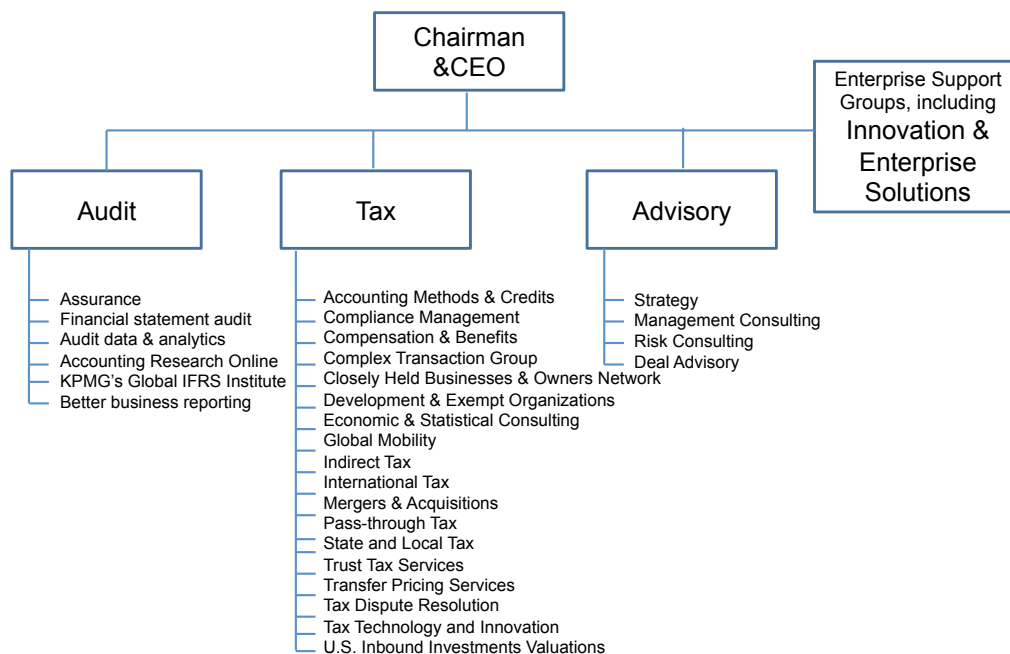 Chairman
&CEO
Enterprise Support
Groups, including
Innovation &
Enterprise
Solutions
Audit
Tax
Advisory
Assurance
Financial statement audit
Audit data & analytics
Accounting Research Online
KPMG's Global IFRS Institute
Better business reporting
Accounting Methods & Credits
Compliance Management
Compensation & Benefits
Complex Transaction Group
Closely Held Businesses & Owners Network
Development & Exempt Organizations
Economic & Statistical Consulting
Global Mobility
Indirect Tax
International Tax
Mergers & Acquisitions
Pass-through Tax
State and Local Tax
Trust Tax Services
Transfer Pricing Services
Tax Dispute Resolution
Tax Technology and Innovation
U.S. Inbound Investments Valuations
Strategy
Management Consulting
Risk Consulting
Deal Advisory